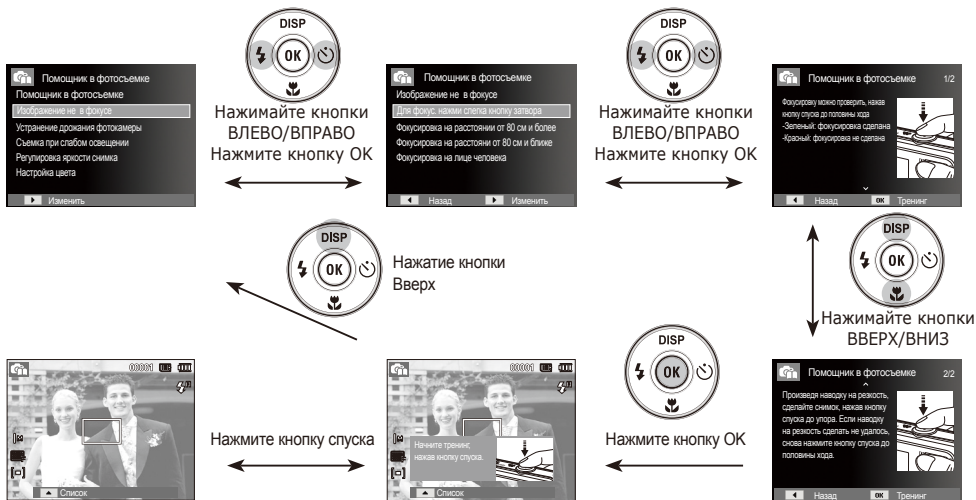 DISP
OK
Нажимайте кнопки
ВЛЕВО/ВПРАВО
Нажмите кнопку OK
DISP
OK
Нажимайте кнопки
ВЛЕВО/ВПРАВО
Нажмите кнопку OK
Помощник в фотосъемке
Помощник в фотосъемке
Изображение не в фокусе
Устранение дрожания фотокамеры
Съемка при слабом освещении
Регулировка яркости снимка
Настройка цвета
Изменить
Помощник в фотосъемке
Изображение не в фокусе
Для фокус. нажми слегка кнопку затвора
Фокусировка на расстоянии от 80 см и более
Фокусировка на расстоянии от 80 см и ближе
Фокусировка на лице человека
Назад
Изменить
Помощник в фотосъемке 1/2
Фокусировку можно проверить, нажав
кнопку спуска до половины хода
-Зеленый: фокусировка сделана
-Красный: фокусировка не сделана
Назад
OK Тренинг
DISP
OK
Нажатие кнопки
Вверх
DISP
OK
Нажимайте кнопки
ВВЕРХ/ВНИЗ
00001
Список
Нажмите кнопку спуска
00001
Начните тренинг,
нажав кнопку спуска.
Список
DISP
OK
Нажмите кнопку OK
Помощник в фотосъемке 2/2
Произведя наводку на резкость,
сделайте снимок, нажав кнопку
спуска до упора. Если наводку
на резкость сделать не удалось,
снова нажмите кнопку спуска до
половины хода.
Назад
OK Тренинг